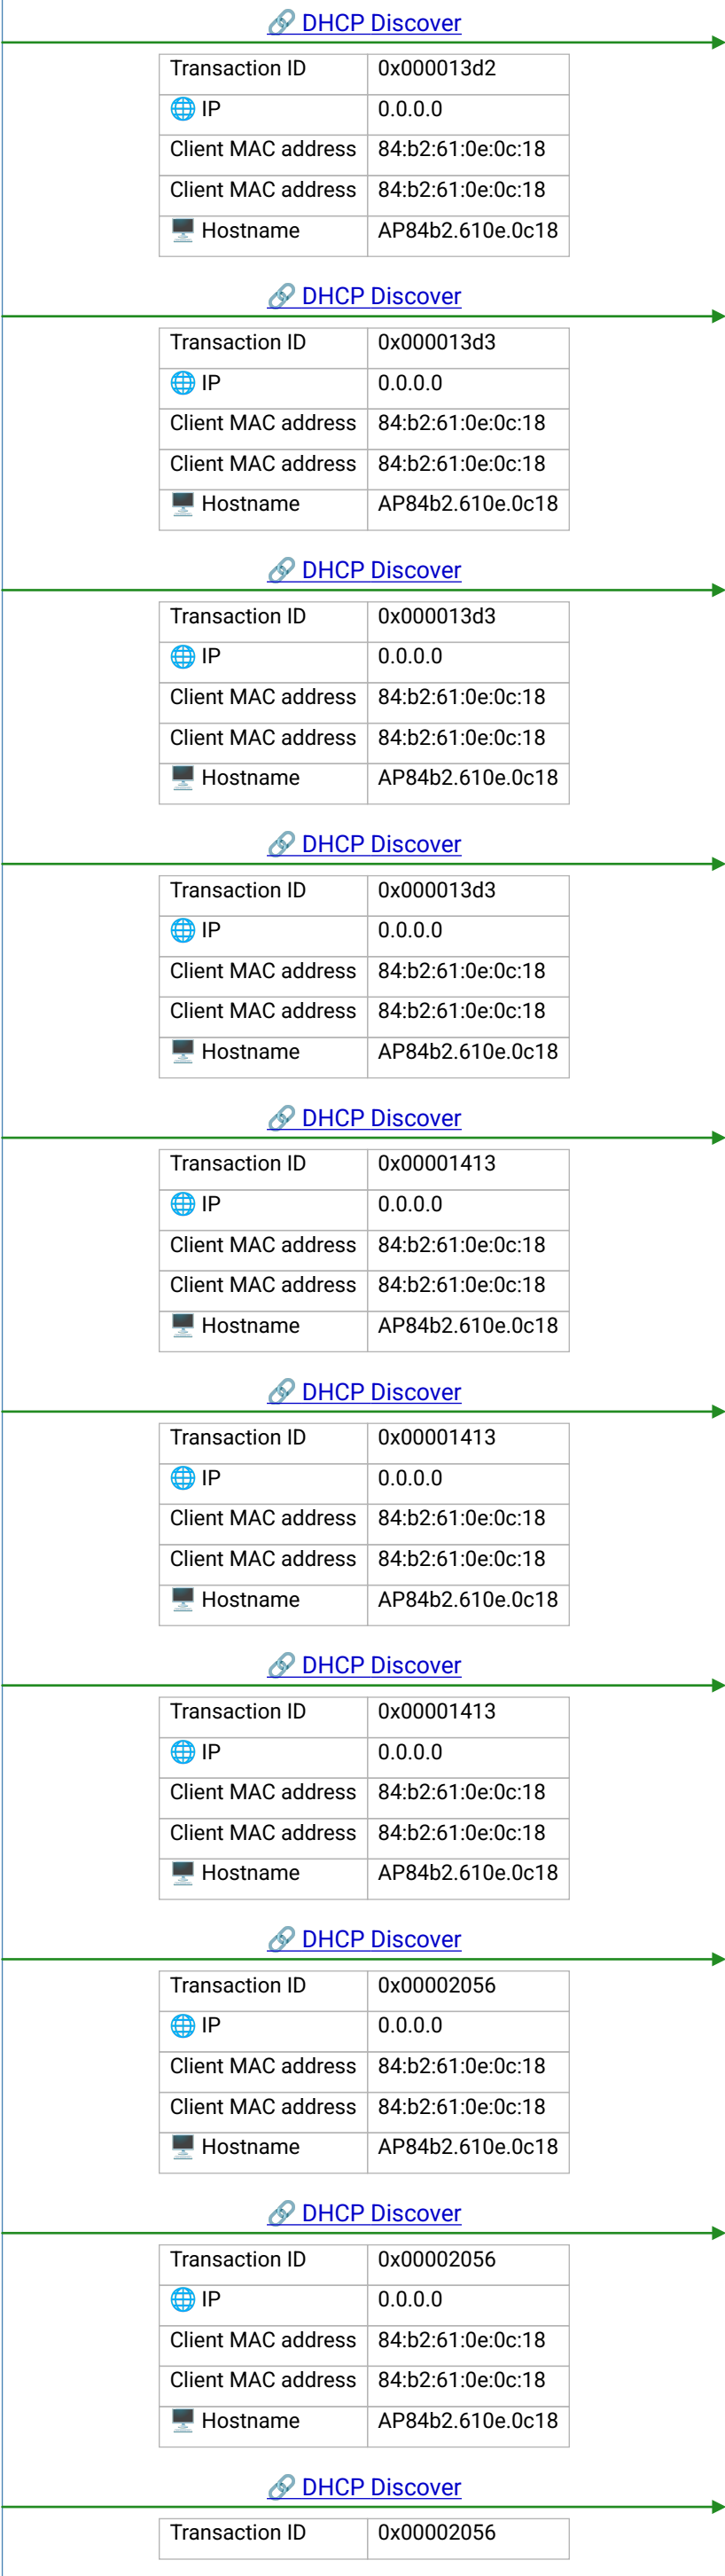 🔗 DHCP Discover
Transaction ID 0x000013d2
🌐 IP 0.0.0.0
Client MAC address 84:b2:61:0e:0c:18
Client MAC address 84:b2:61:0e:0c:18
🖥️ Hostname AP84b2.610e.0c18
🔗 DHCP Discover
Transaction ID 0x000013d3
🌐 IP 0.0.0.0
Client MAC address 84:b2:61:0e:0c:18
Client MAC address 84:b2:61:0e:0c:18
🖥️ Hostname AP84b2.610e.0c18
🔗 DHCP Discover
Transaction ID 0x000013d3
🌐 IP 0.0.0.0
Client MAC address 84:b2:61:0e:0c:18
Client MAC address 84:b2:61:0e:0c:18
🖥️ Hostname AP84b2.610e.0c18
🔗 DHCP Discover
Transaction ID 0x000013d3
🌐 IP 0.0.0.0
Client MAC address 84:b2:61:0e:0c:18
Client MAC address 84:b2:61:0e:0c:18
🖥️ Hostname AP84b2.610e.0c18
🔗 DHCP Discover
Transaction ID 0x00001413
🌐 IP 0.0.0.0
Client MAC address 84:b2:61:0e:0c:18
Client MAC address 84:b2:61:0e:0c:18
🖥️ Hostname AP84b2.610e.0c18
🔗 DHCP Discover
Transaction ID 0x00001413
🌐 IP 0.0.0.0
Client MAC address 84:b2:61:0e:0c:18
Client MAC address 84:b2:61:0e:0c:18
🖥️ Hostname AP84b2.610e.0c18
🔗 DHCP Discover
Transaction ID 0x00001413
🌐 IP 0.0.0.0
Client MAC address 84:b2:61:0e:0c:18
Client MAC address 84:b2:61:0e:0c:18
🖥️ Hostname AP84b2.610e.0c18
🔗 DHCP Discover
Transaction ID 0x00002056
🌐 IP 0.0.0.0
Client MAC address 84:b2:61:0e:0c:18
Client MAC address 84:b2:61:0e:0c:18
🖥️ Hostname AP84b2.610e.0c18
🔗 DHCP Discover
Transaction ID 0x00002056
🌐 IP 0.0.0.0
Client MAC address 84:b2:61:0e:0c:18
Client MAC address 84:b2:61:0e:0c:18
🖥️ Hostname AP84b2.610e.0c18
🔗 DHCP Discover
Transaction ID 0x00002056